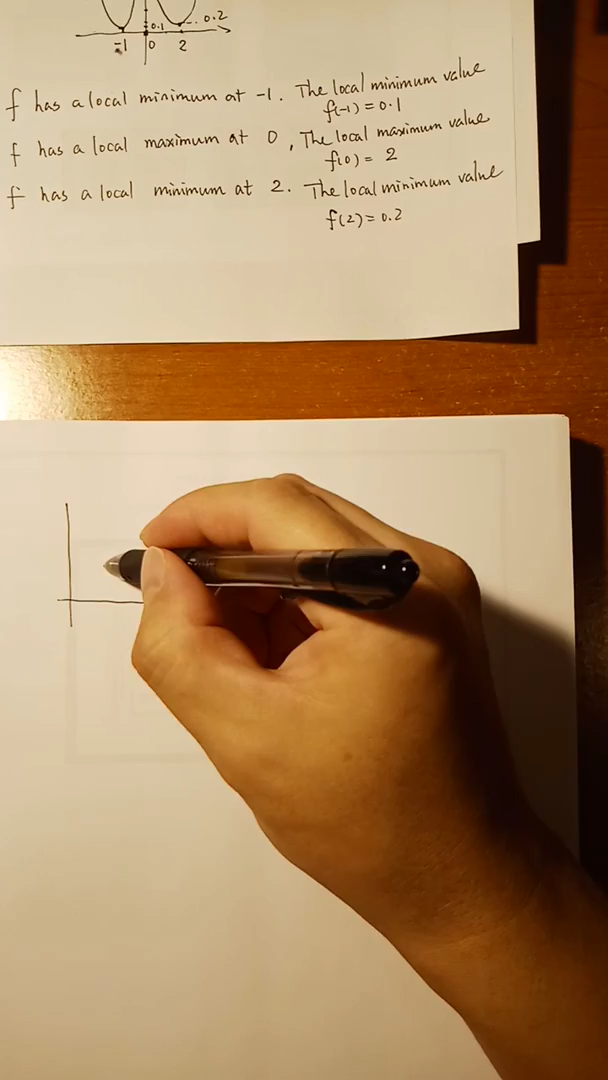 0.2
0.1
-1 0 2
f has a local minimum at -1. The local minimum value
f(-1) = 0.1
f has a local maximum at 0, The local maximum value
f(0) = 2
f has a local minimum at 2. The local minimum value
f(2) = 0.2